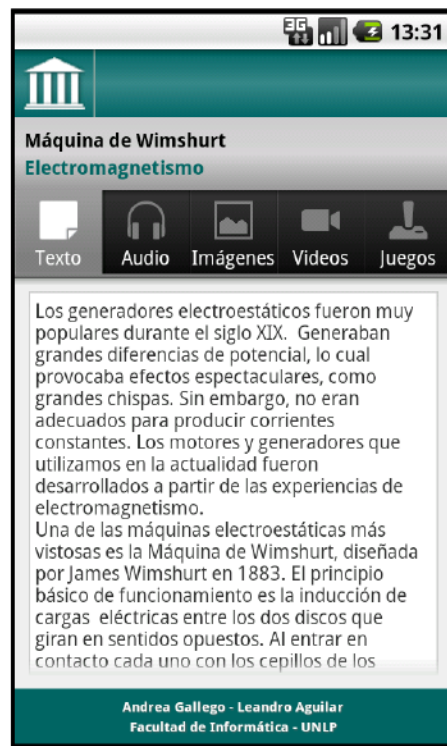 3G 13:31
Máquina de Wimshurt
Electromagnetismo
Texto Audio Imágenes Videos Juegos
Los generadores electroestáticos fueron muy
populares durante el siglo XIX. Generaban
grandes diferencias de potencial, lo cual
provocaba efectos espectaculares, como
grandes chispas. Sin embargo, no eran
adecuados para producir corrientes
constantes. Los motores y generadores que
utilizamos en la actualidad fueron
desarrollados a partir de las experiencias de
electromagnetismo.
Una de las máquinas electroestáticas más
vistosas es la Máquina de Wimshurt, diseñada
por James Wimshurt en 1883. El principio
básico de funcionamiento es la inducción de
cargas eléctricas entre los dos discos que
giran en sentidos opuestos. Al entrar en
contacto cada uno con los cepillos de los
Andrea Gallego - Leandro Aguilar
Facultad de Informática - UNLP